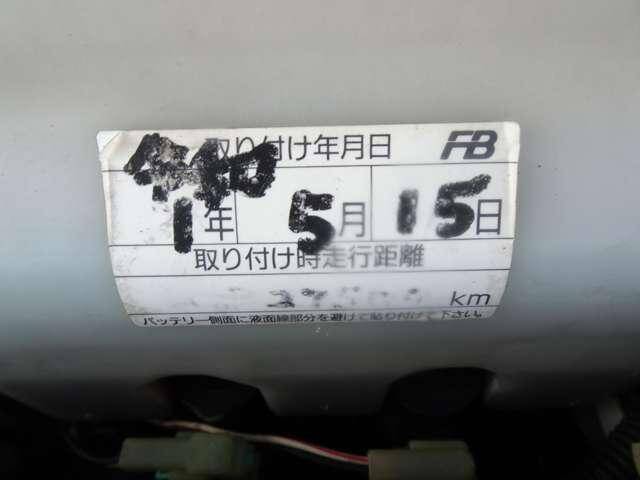 取り付け年月日 FB
令和
1年 5月 15日
取り付け時走行距離
km
バッテリー側面に液面線部分を避けて貼り付けて下さい。